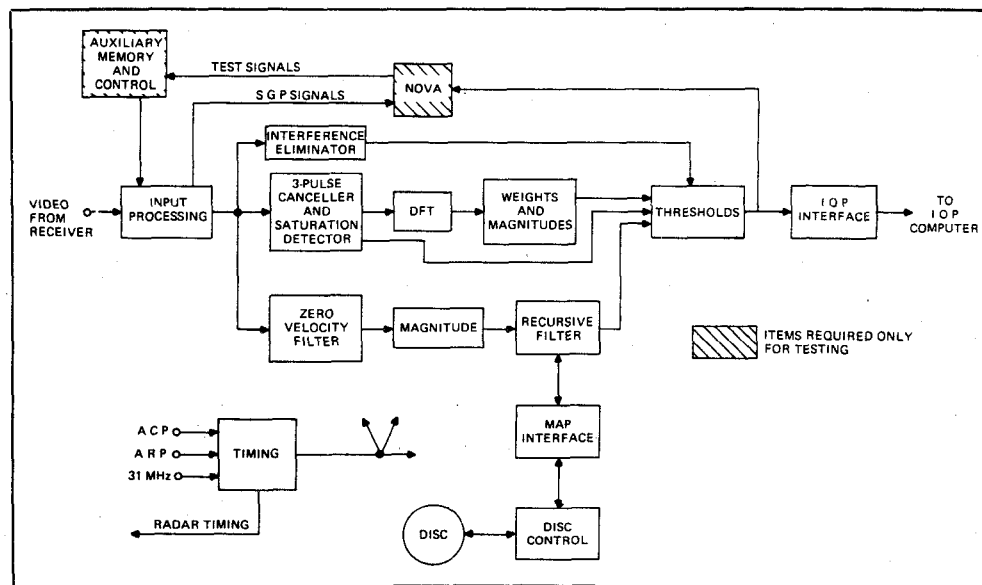 AUXILIARY
MEMORY
AND
CONTROL
TEST SIGNALS
NOVA
S G P SIGNALS
INTERFERENCE
ELIMINATOR
VIDEO
FROM
RECEIVER
INPUT
PROCESSING
3-PULSE
CANCELLER
AND
SATURATION
DETECTOR
DFT
WEIGHTS
AND
MAGNITUDES
THRESHOLDS
I O P
INTERFACE
TO
I O P
COMPUTER
ZERO
VELOCITY
FILTER
MAGNITUDE
RECURSIVE
FILTER
ITEMS REQUIRED ONLY
FOR TESTING
MAP
INTERFACE
A C P
A R P
31 MHz
TIMING
RADAR TIMING
DISC
DISC
CONTROL